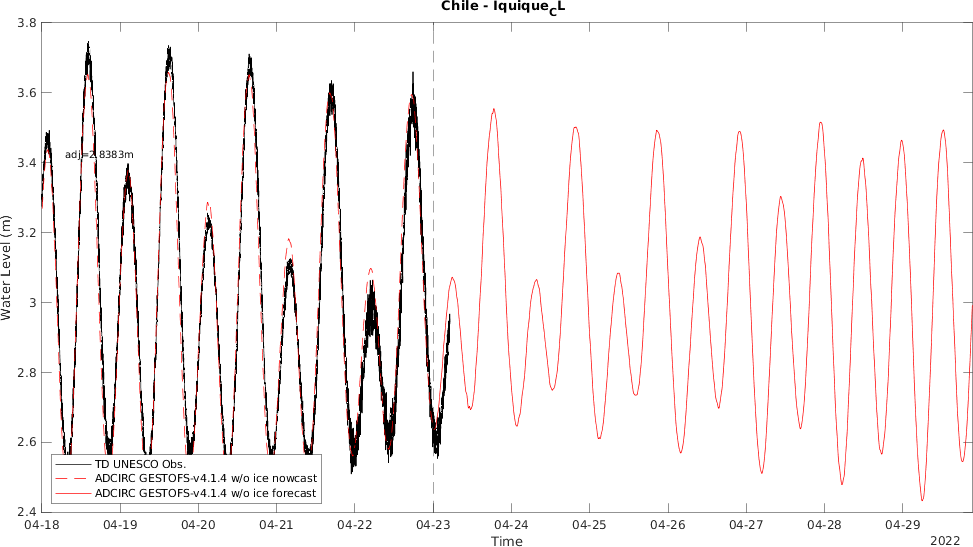 Chile - Iquique_CL
3.8
3.6
3.4
3.2
3
2.8
2.6
2.4
Water Level (m)
adj=2.8383m
TD UNESCO Obs.
ADCIRC GESTOFS-v4.1.4 w/o ice nowcast
ADCIRC GESTOFS-v4.1.4 w/o ice forecast
04-18 04-19 04-20 04-21 04-22 04-23 04-24 04-25 04-26 04-27 04-28 04-29
Time
2022